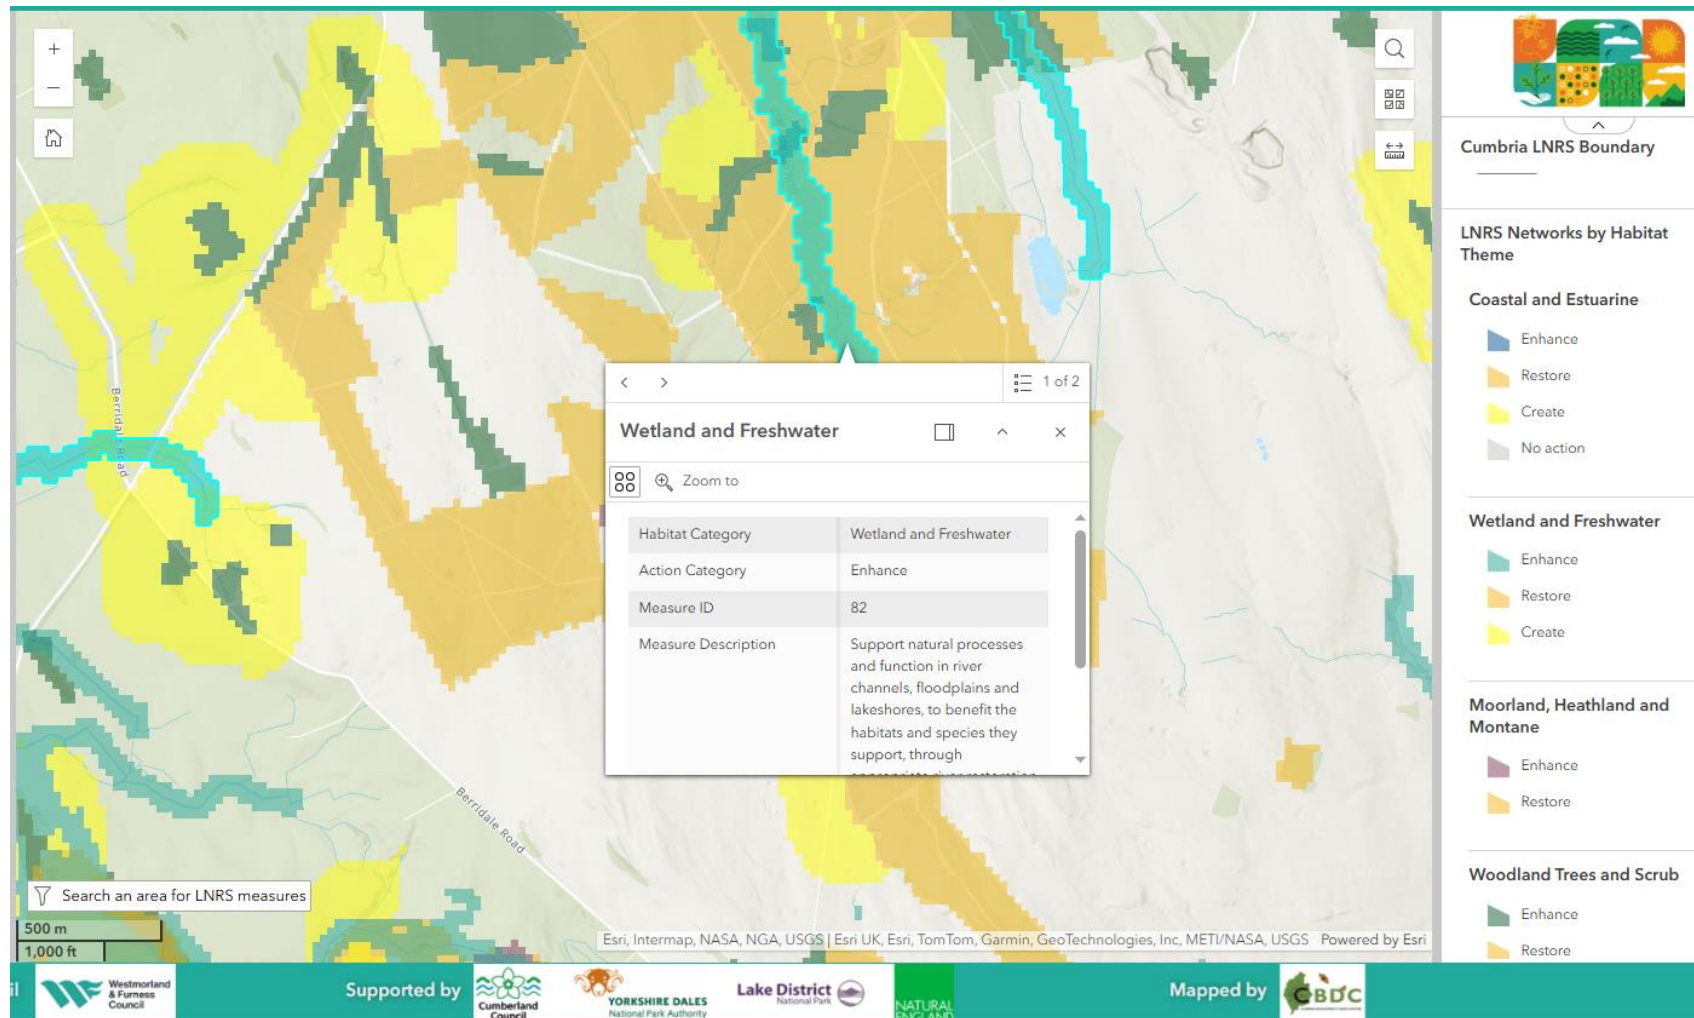 Berridale Road
Berridale Road
1 of 2
Wetland and Freshwater
Zoom to
Habitat Category Wetland and Freshwater
Action Category Enhance
Measure ID 82
Measure Description Support natural processes
and function in river
channels, floodplains and
lakeshores, to benefit the
habitats and species they
support, through
appropriate river restoration
Search an area for LNRS measures
500 m
1,000 ft
Esri, Intermap, NASA, NGA, USGS | Esri UK, Esri, TomTom, Garmin, GeoTechnologies, Inc, METI/NASA, USGS Powered by Esri
Cumbria LNRS Boundary
LNRS Networks by Habitat
Theme
Coastal and Estuarine
Enhance
Restore
Create
No action
Wetland and Freshwater
Enhance
Restore
Create
Moorland, Heathland and
Montane
Enhance
Restore
Woodland Trees and Scrub
Enhance
Restore
Westmorland
& Furness
Council
Supported by
Cumberland
Council
YORKSHIRE DALES
National Park Authority
Lake District
National Park
NATURAL
ENGLAND
Mapped by
CBDC